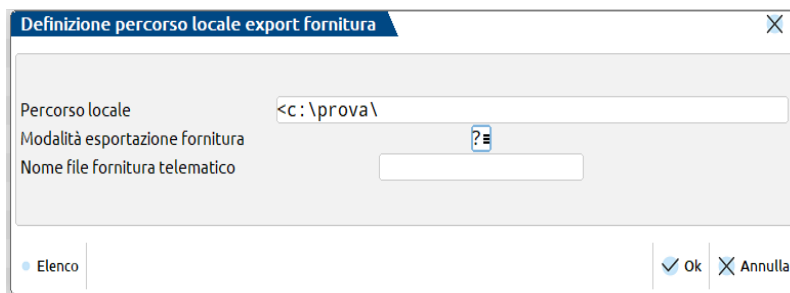 Definizione percorso locale export fornitura
Percorso locale <c:\prova\
Modalità esportazione fornitura ?≡
Nome file fornitura telematico
Elenco Ok Annulla